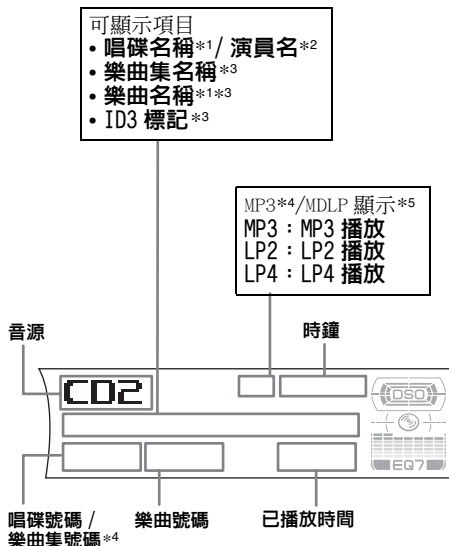 可顯示項目
• 唱碟名稱*1/ 演員名*2
• 樂曲集名稱*3
• 樂曲名稱*1*3
• ID3 標記*3
MP3*4/MDLP 顯示*5
MP3：MP3 播放
LP2：LP2 播放
LP4：LP4 播放
音源
時鐘
CD2
DSO
EQ7
唱碟號碼 /
樂曲集號碼*4
樂曲號碼
已播放時間